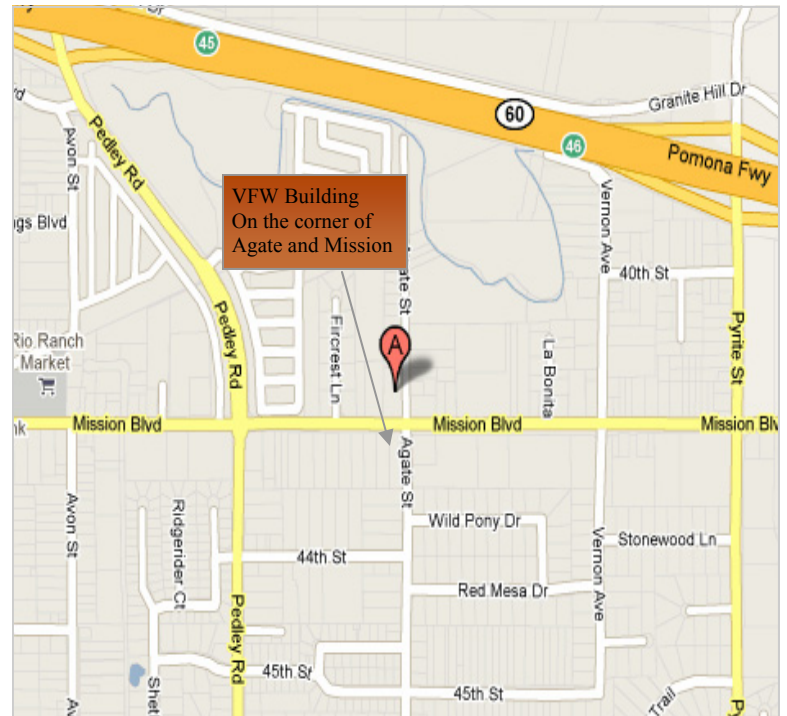 45
60
Granite Hill Dr
46
Pomona Fwy
Avon St
Pedley Rd
VFW Building
On the corner of
Agate and Mission
Vernon Ave
40th St
gs Blvd
Rio Ranch
Market
Pedley Rd
Fircrest Ln
A
La Bonita
Pyrite St
Mission Blvd
Mission Blvd
Mission Blv
Agate St
Avon St
Ridgerider Ct
Wild Pony Dr
44th St
Vernon Ave
Stonewood Ln
Red Mesa Dr
Pedley Rd
45th St
45th St
Shet
Trail